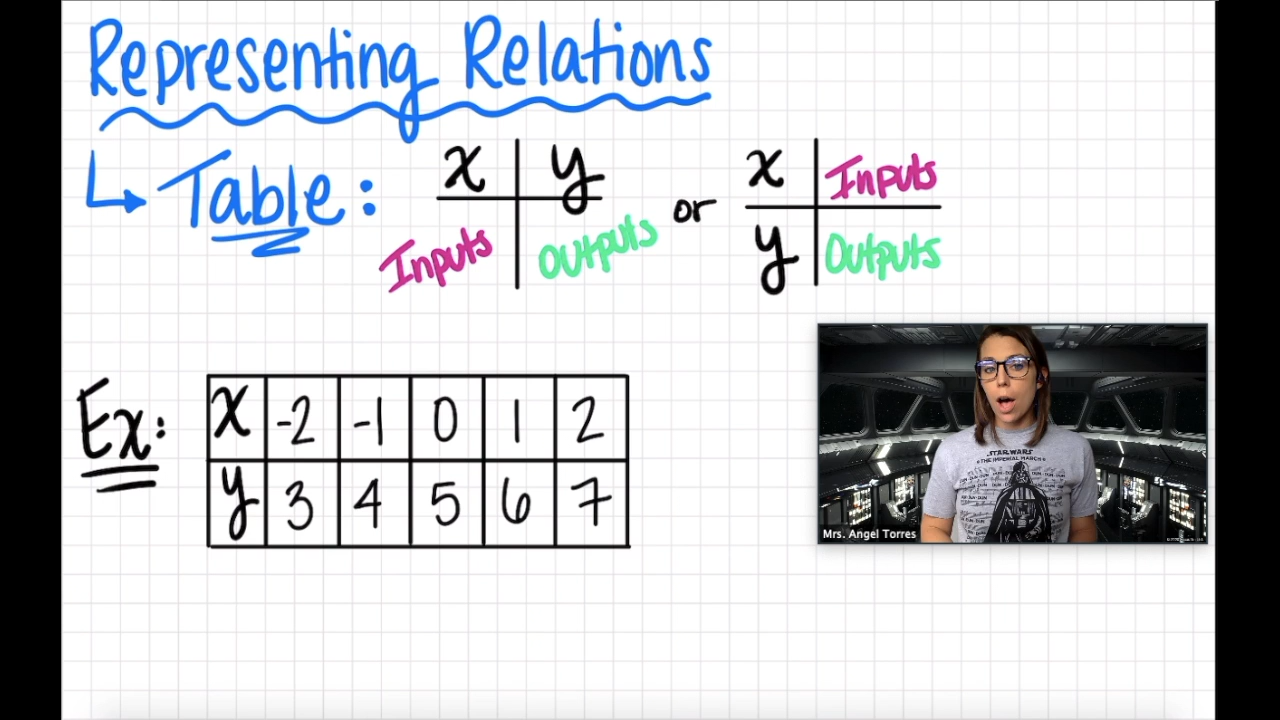 Representing Relations
↳ Table:
x y
Inputs Outputs
or
x Inputs
y Outputs
Ex:
x -2 -1 0 1 2
y 3 4 5 6 7
STAR WARS
THE IMPERIAL MARCH
Mrs. Angel Torres